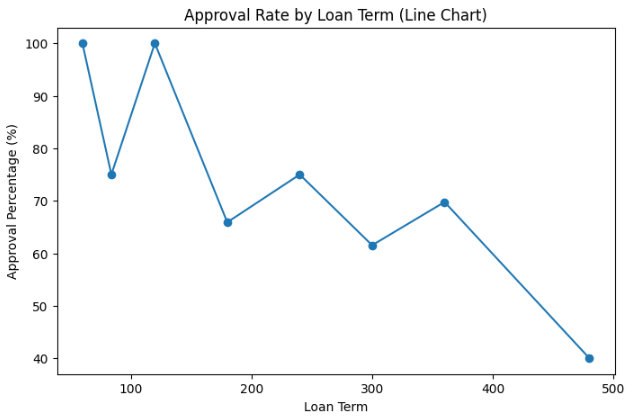 Approval Rate by Loan Term (Line Chart)
Approval Percentage (%)
100
90
80
70
60
50
40
100 200 300 400 500
Loan Term